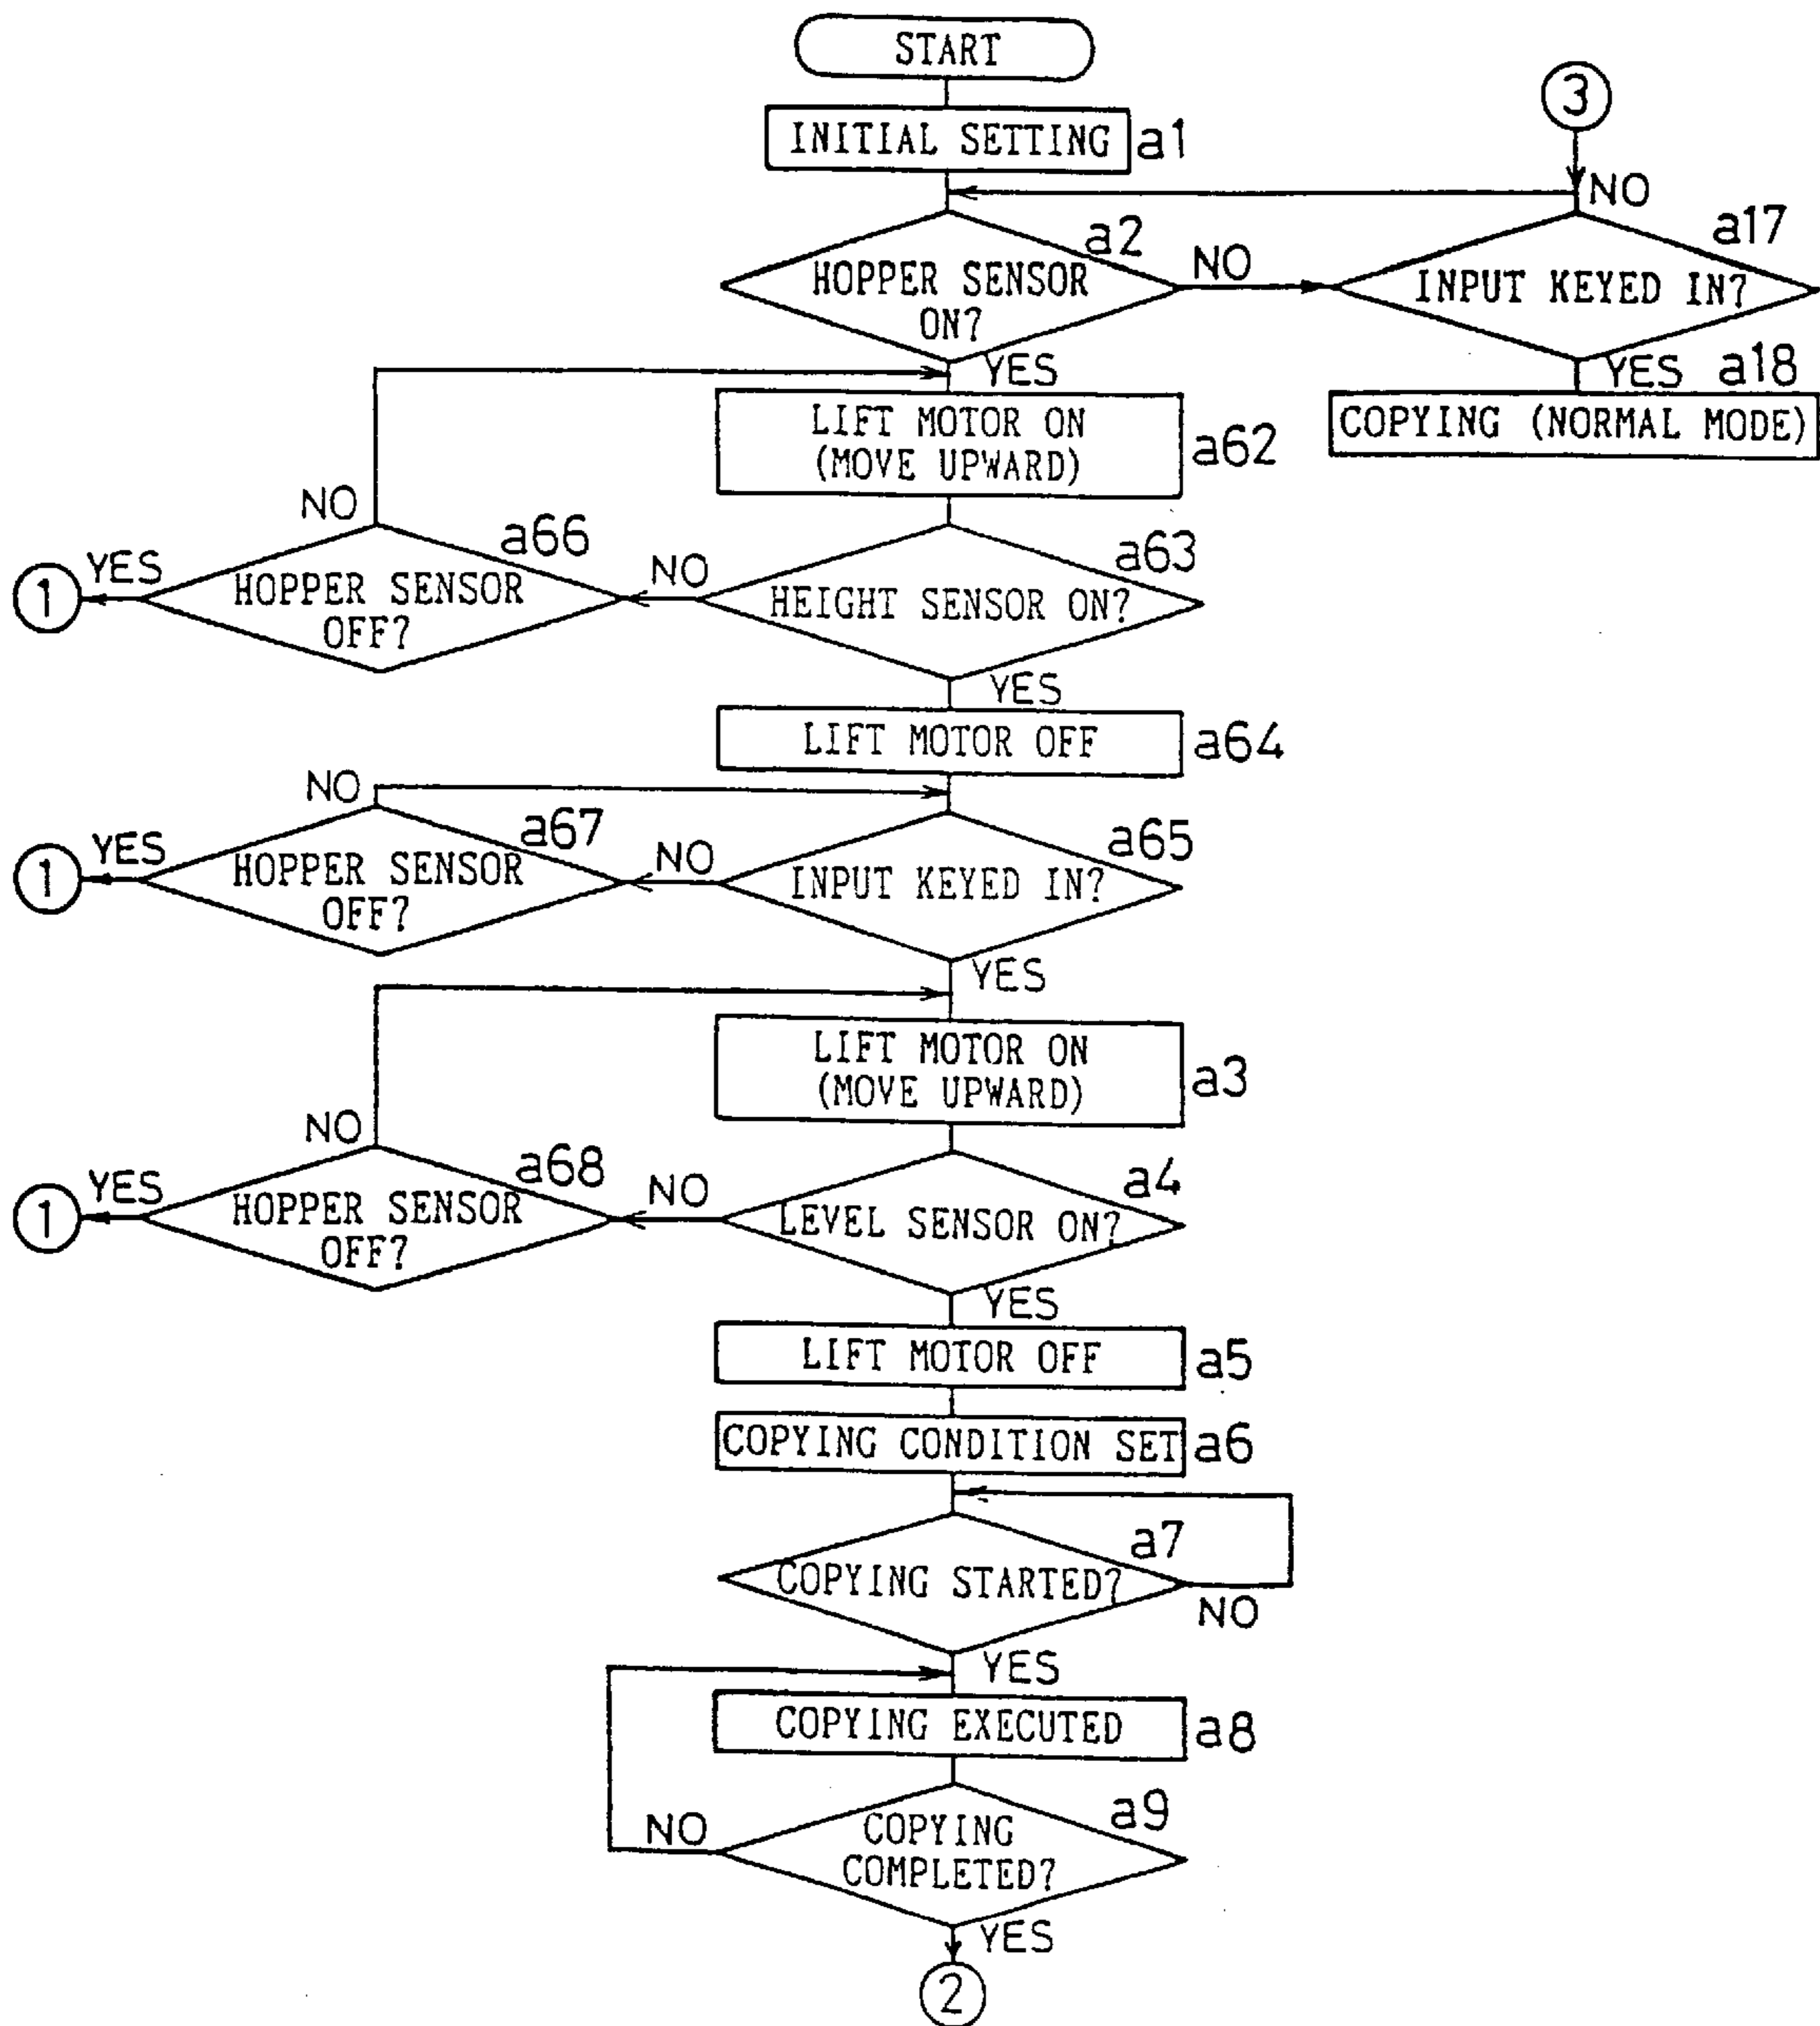 START
3
INITIAL SETTING a1
NO
a17
a2
HOPPER SENSOR
ON?
NO
INPUT KEYED IN?
YES
YES a18
LIFT MOTOR ON
(MOVE UPWARD)
a62
COPYING (NORMAL MODE)
NO
a66
a63
1
YES
HOPPER SENSOR
OFF?
NO
HEIGHT SENSOR ON?
YES
LIFT MOTOR OFF a64
NO
a67
a65
1
YES
HOPPER SENSOR
OFF?
NO
INPUT KEYED IN?
YES
LIFT MOTOR ON
(MOVE UPWARD)
a3
NO
a68
a4
1
YES
HOPPER SENSOR
OFF?
NO
LEVEL SENSOR ON?
YES
LIFT MOTOR OFF a5
COPYING CONDITION SET a6
a7
COPYING STARTED?
NO
YES
COPYING EXECUTED a8
a9
NO
COPYING
COMPLETED?
YES
2